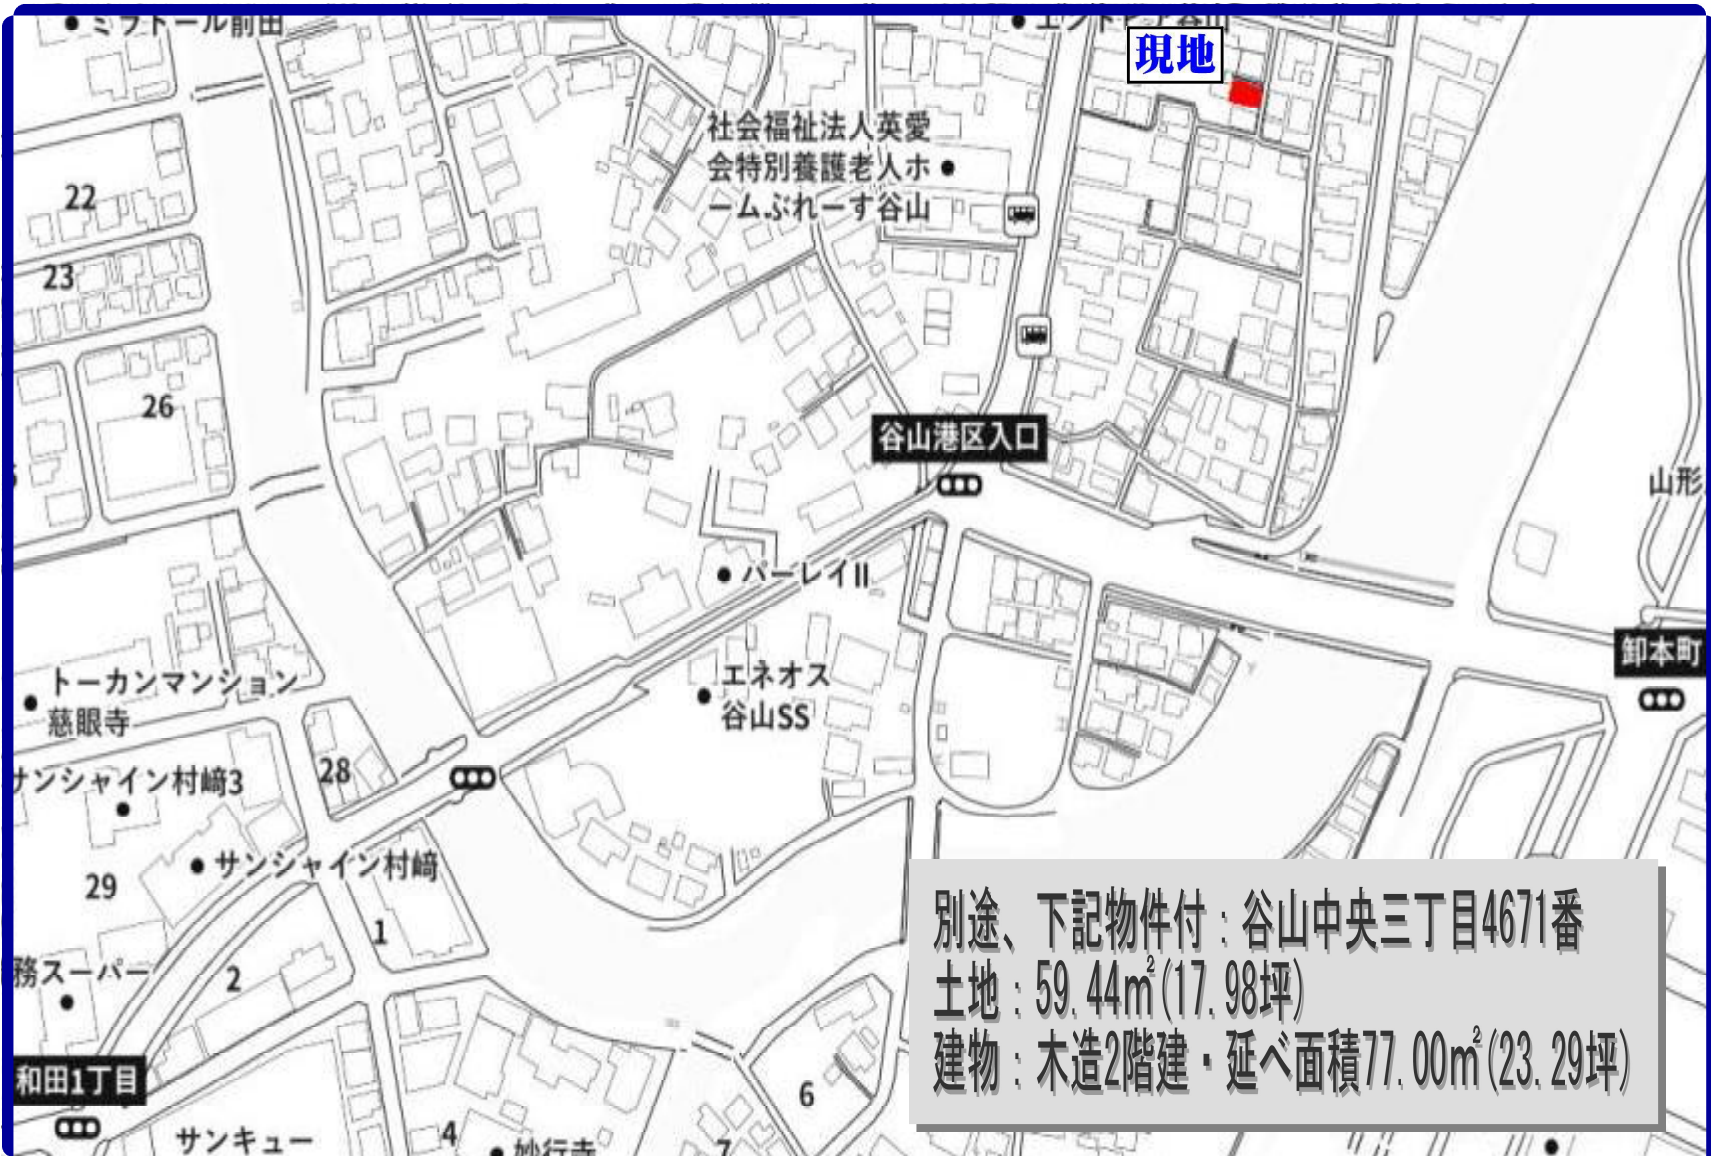 ミラトール前田
現地
社会福祉法人英愛
会特別養護老人ホ
ームぶれーす谷山
22
23
26
谷山港区入口
山形
パーレイII
エネオス
谷山SS
卸本町
トーカンマンション
慈眼寺
28
サンシャイン村﨑3
サンシャイン村﨑
29
1
2
務スーパー
和田1丁目
サンキュー
4
妙行寺
6
7
別途、下記物件付：谷山中央三丁目4671番
土地：59.44㎡(17.98坪)
建物：木造2階建・延べ面積77.00㎡(23.29坪)